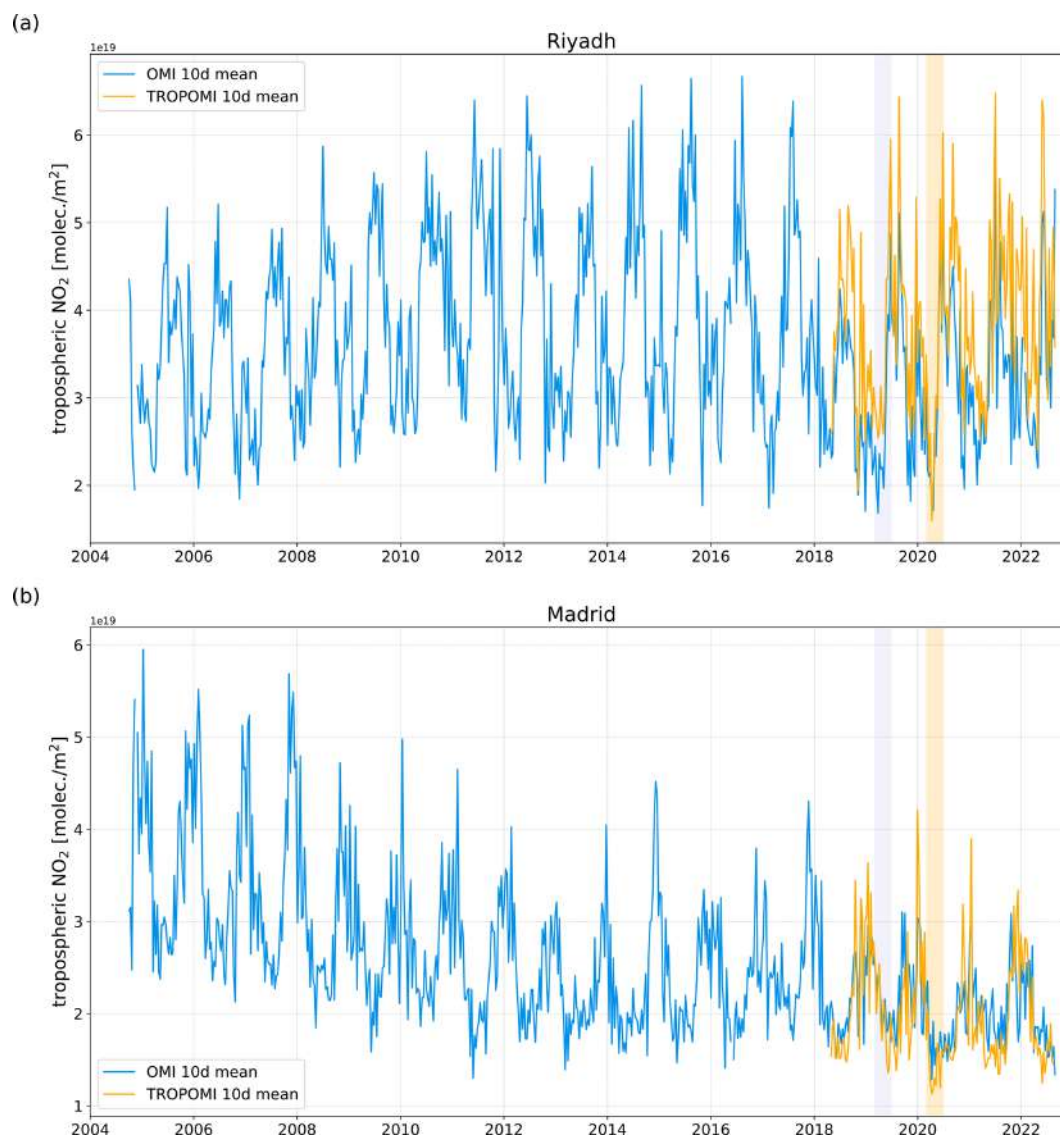 (a)
Riyadh
1e19
OMI 10d mean
TROPOMI 10d mean
tropospheric NO₂ [molec./m²]
6
5
4
3
2
2004 2006 2008 2010 2012 2014 2016 2018 2020 2022
(b)
Madrid
1e19
tropospheric NO₂ [molec./m²]
6
5
4
3
2
1
OMI 10d mean
TROPOMI 10d mean
2004 2006 2008 2010 2012 2014 2016 2018 2020 2022